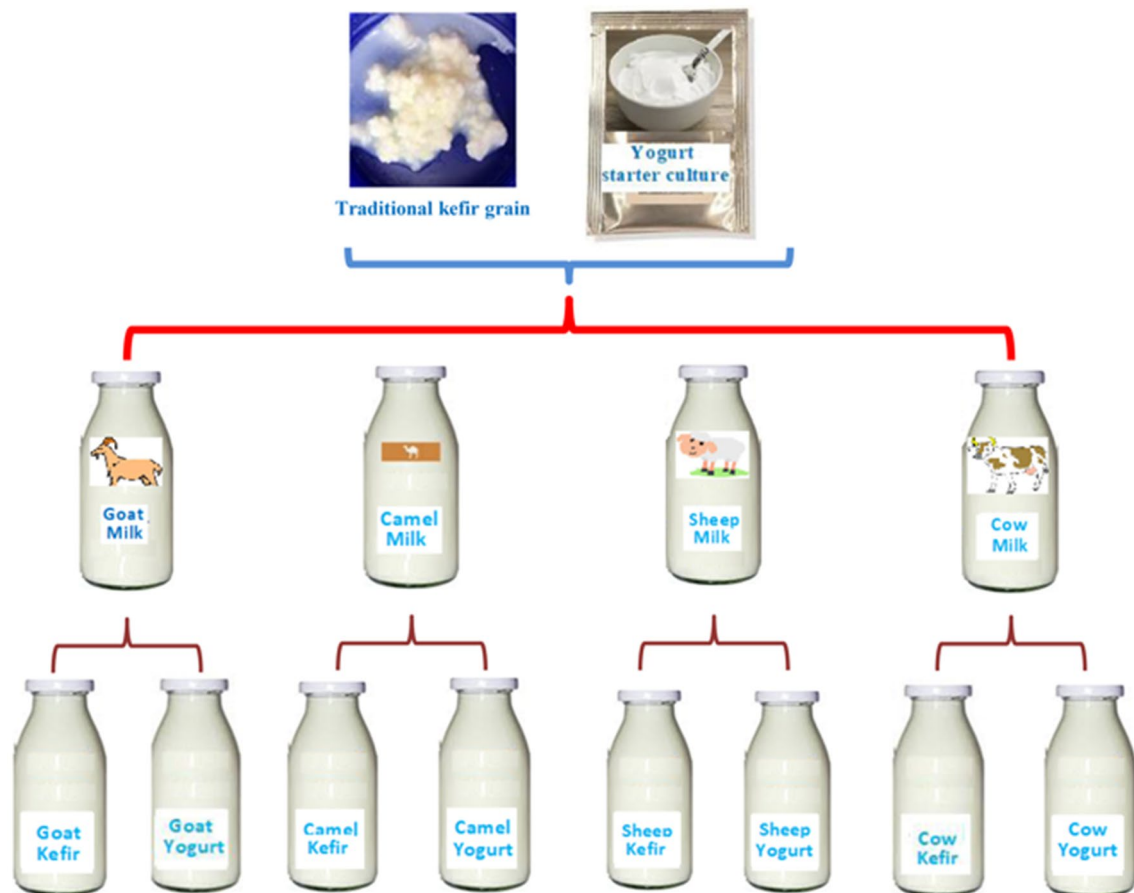 Yogurt
starter culture
Traditional kefir grain
Goat
Milk
Camel
Milk
Sheep
Milk
Cow
Milk
Goat
Kefir
Goat
Yogurt
Camel
Kefir
Camel
Yogurt
Sheep
Kefir
Sheep
Yogurt
Cow
Kefir
Cow
Yogurt